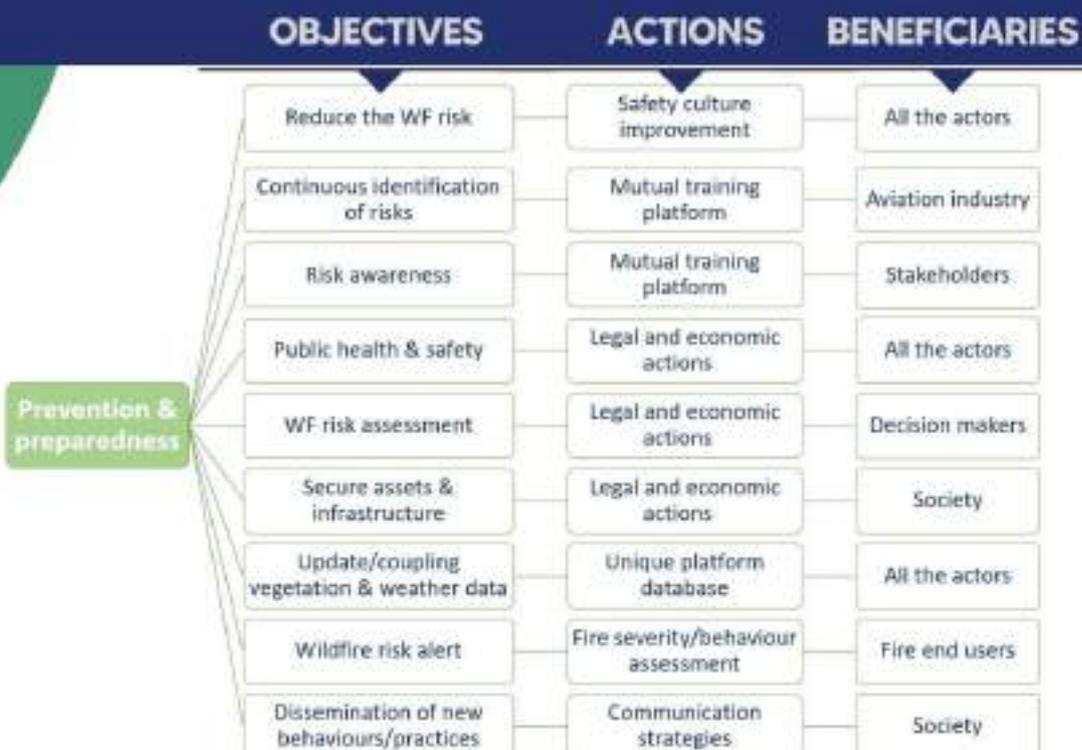 OBJECTIVES ACTIONS BENEFICIARIES
Reduce the WF risk
Safety culture
improvement
All the actors
Continuous identification
of risks
Mutual training
platform
Aviation industry
Risk awareness
Mutual training
platform
Stakeholders
Public health & safety
Legal and economic
actions
All the actors
Prevention &
preparedness
WF risk assessment
Legal and economic
actions
Decision makers
Secure assets &
infrastructure
Legal and economic
actions
Society
Update/coupling
vegetation & weather data
Unique platform
database
All the actors
Wildfire risk alert
Fire severity/behaviour
assessment
Fire end users
Dissemination of new
behaviours/practices
Communication
strategies
Society